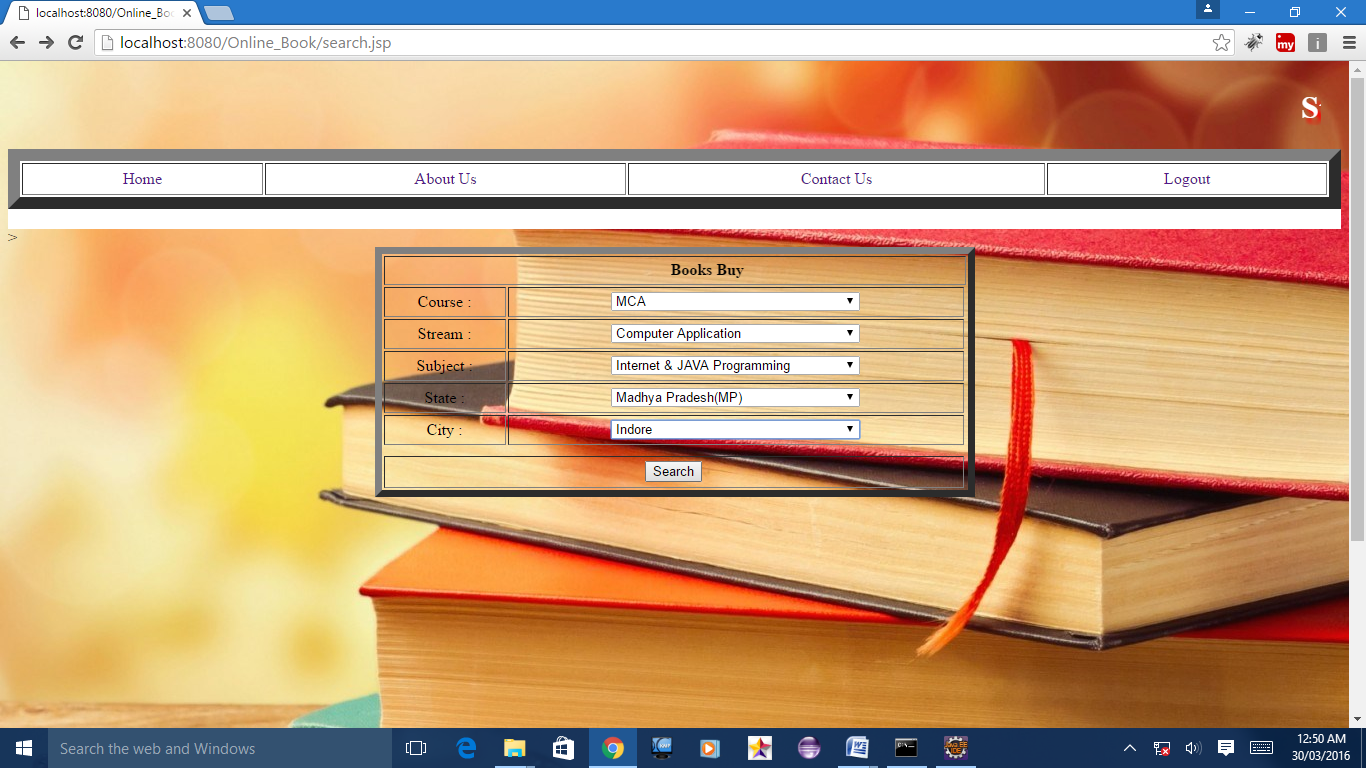 localhost:8080/Online_Bo
localhost:8080/Online_Book/search.jsp
my
S
Home About Us Contact Us Logout
>
Books Buy
Course : MCA
Stream : Computer Application
Subject : Internet & JAVA Programming
State : Madhya Pradesh(MP)
City : Indore
Search
Search the web and Windows
12:50 AM
30/03/2016